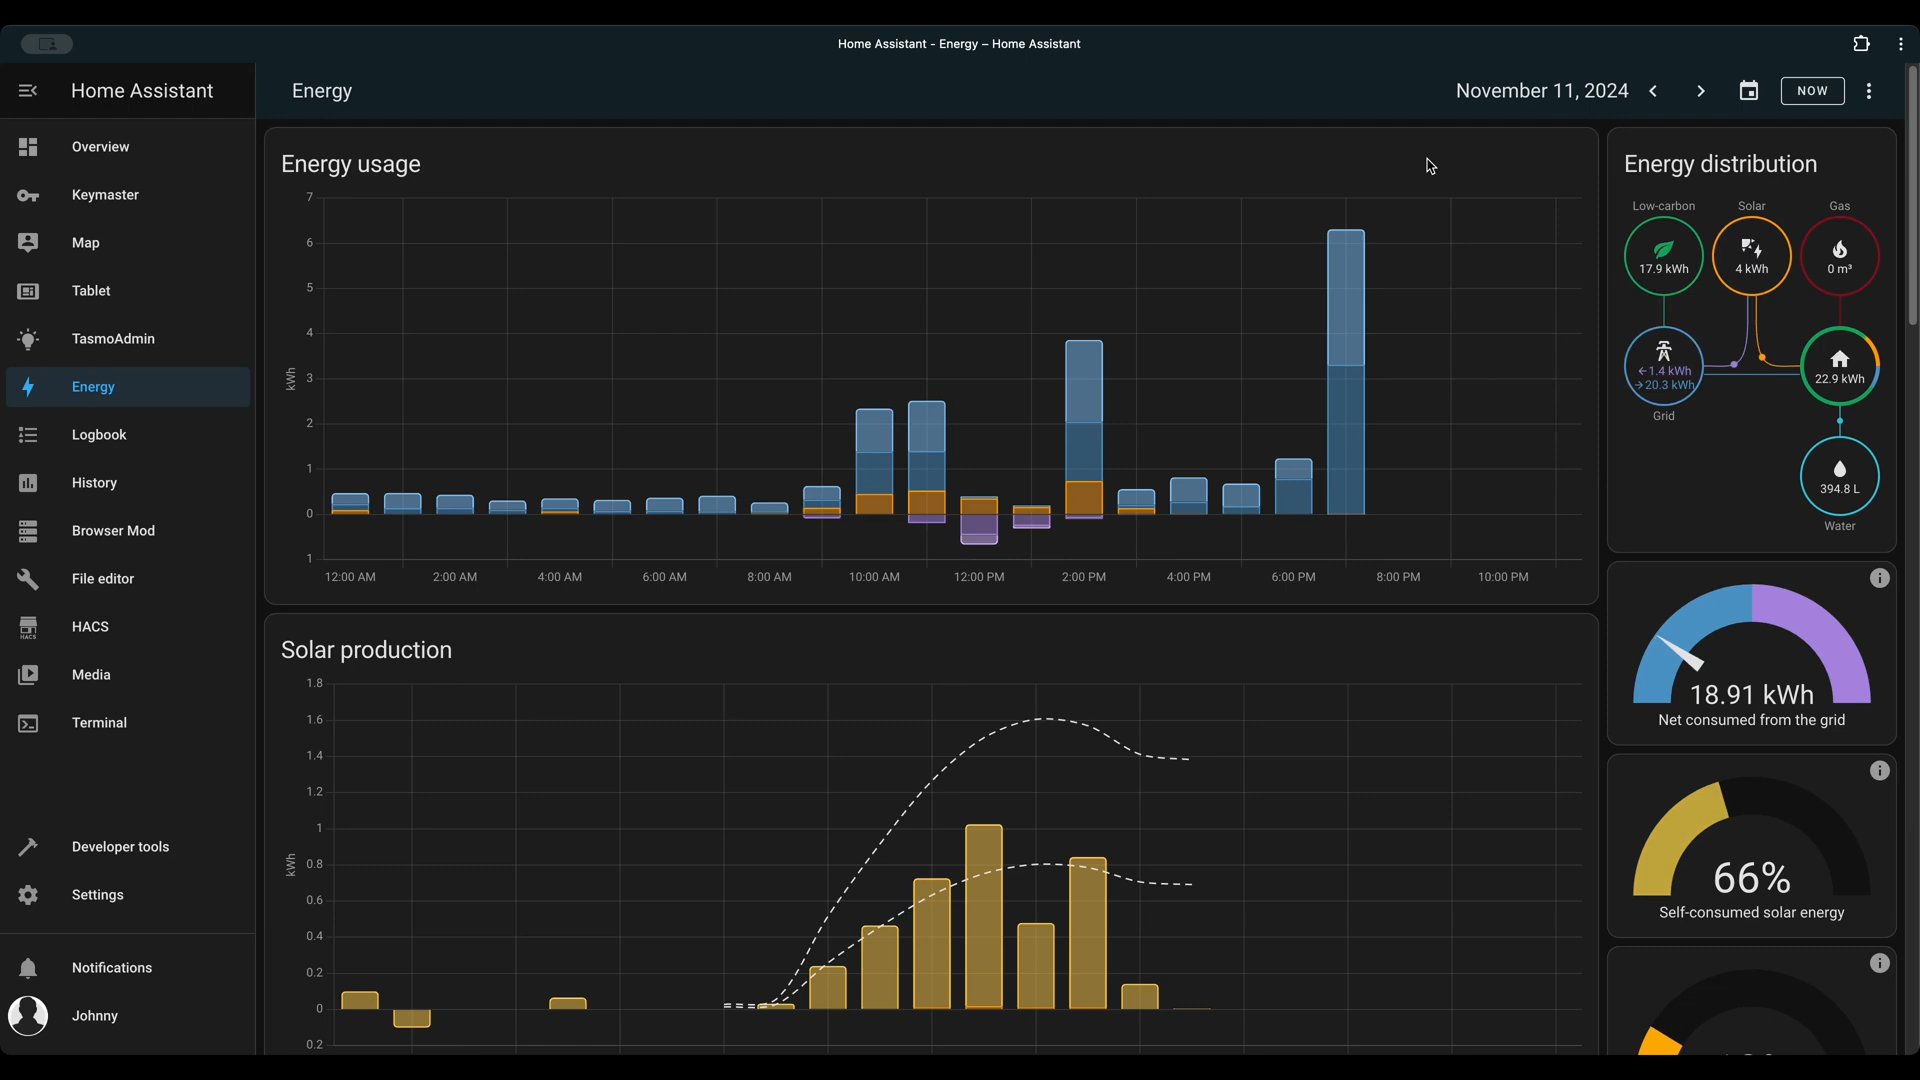 Home Assistant - Energy – Home Assistant
Home Assistant
Energy
November 11, 2024
NOW
Overview
Keymaster
Map
Tablet
TasmoAdmin
Energy
Logbook
History
Browser Mod
File editor
HACS
HACS
Media
Terminal
Developer tools
Settings
Notifications
Johnny
Energy usage
7
6
5
4
3
2
1
0
1
kWh
12:00 AM 2:00 AM 4:00 AM 6:00 AM 8:00 AM 10:00 AM 12:00 PM 2:00 PM 4:00 PM 6:00 PM 8:00 PM 10:00 PM
Solar production
1.8
1.6
1.4
1.2
1
0.8
0.6
0.4
0.2
0
0.2
kWh
Energy distribution
Low-carbon Solar Gas
17.9 kWh 4 kWh 0 m³
←1.4 kWh
→20.3 kWh
22.9 kWh
Grid
394.8 L
Water
18.91 kWh
Net consumed from the grid
66%
Self-consumed solar energy